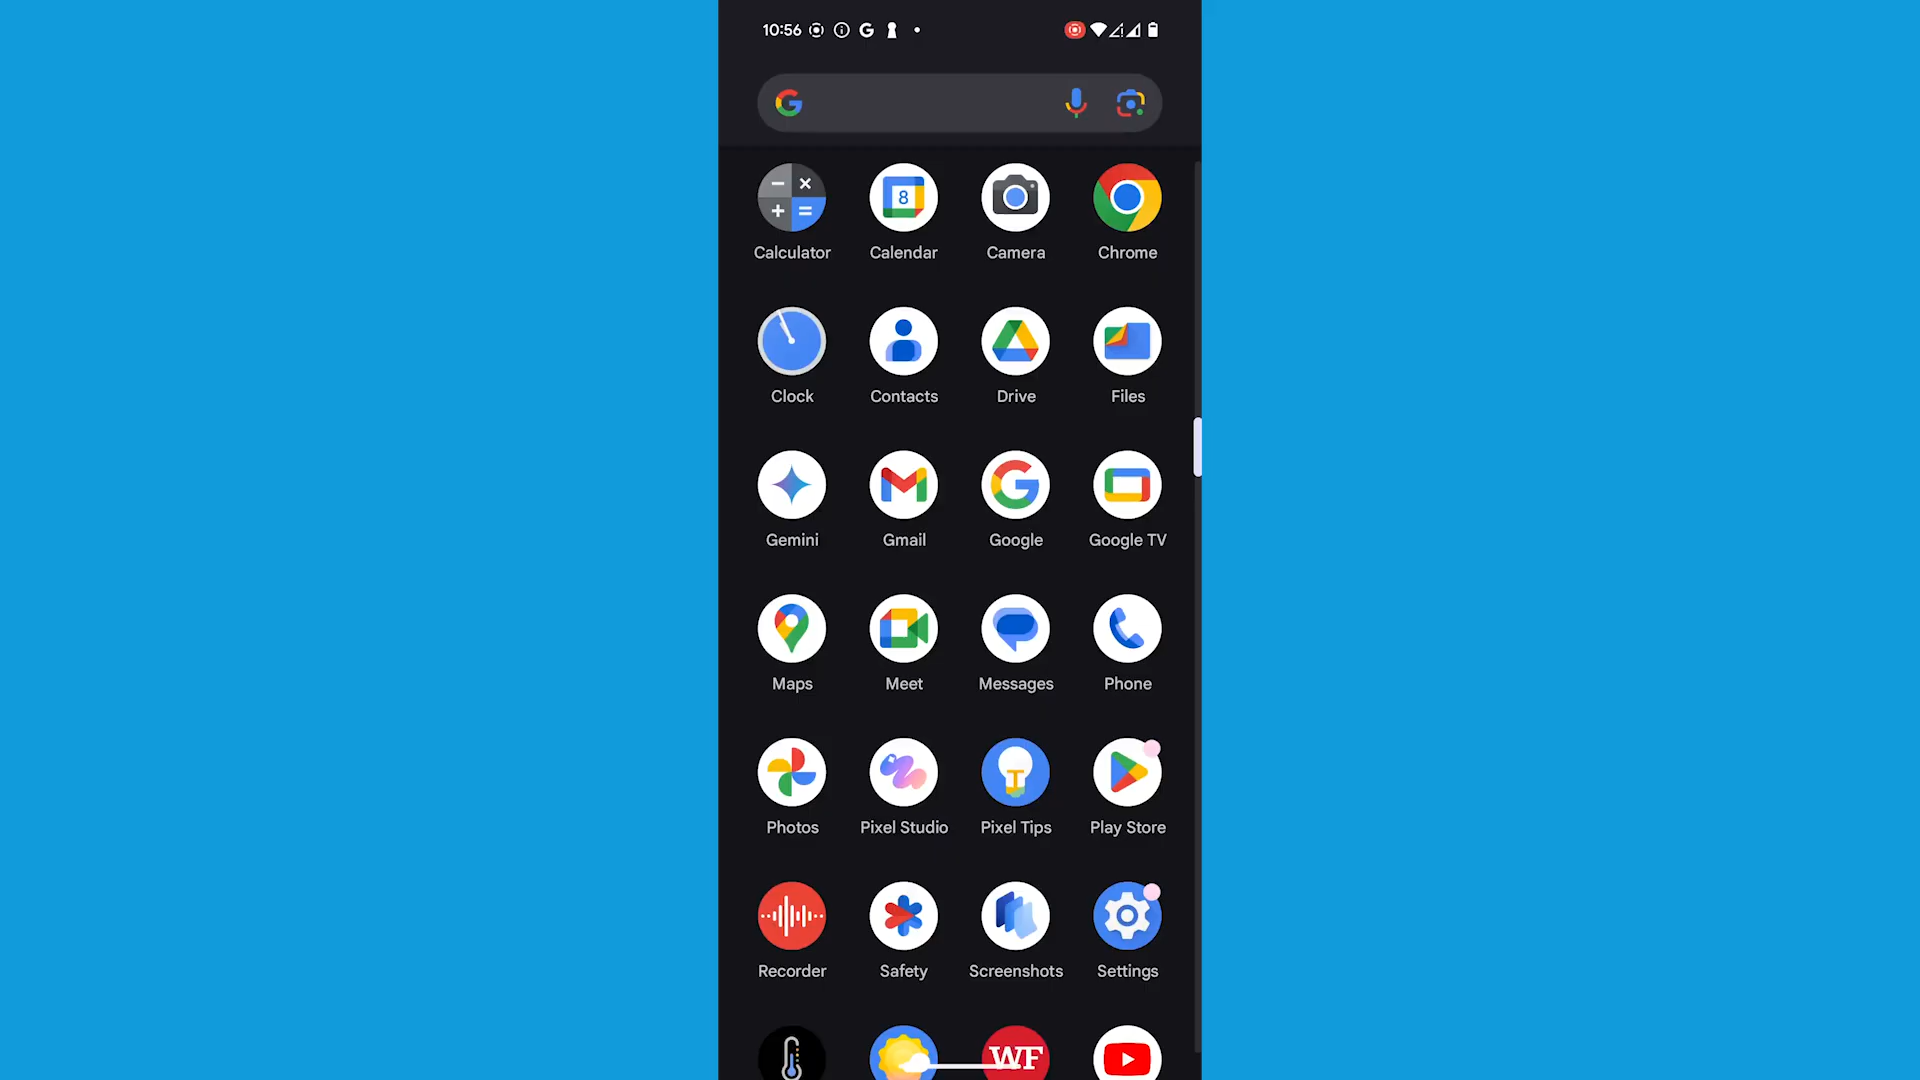 10:56
Calculator Calendar Camera Chrome
8
Clock Contacts Drive Files
Gemini Gmail Google Google TV
Maps Meet Messages Phone
Photos Pixel Studio Pixel Tips Play Store
Recorder Safety Screenshots Settings
WF